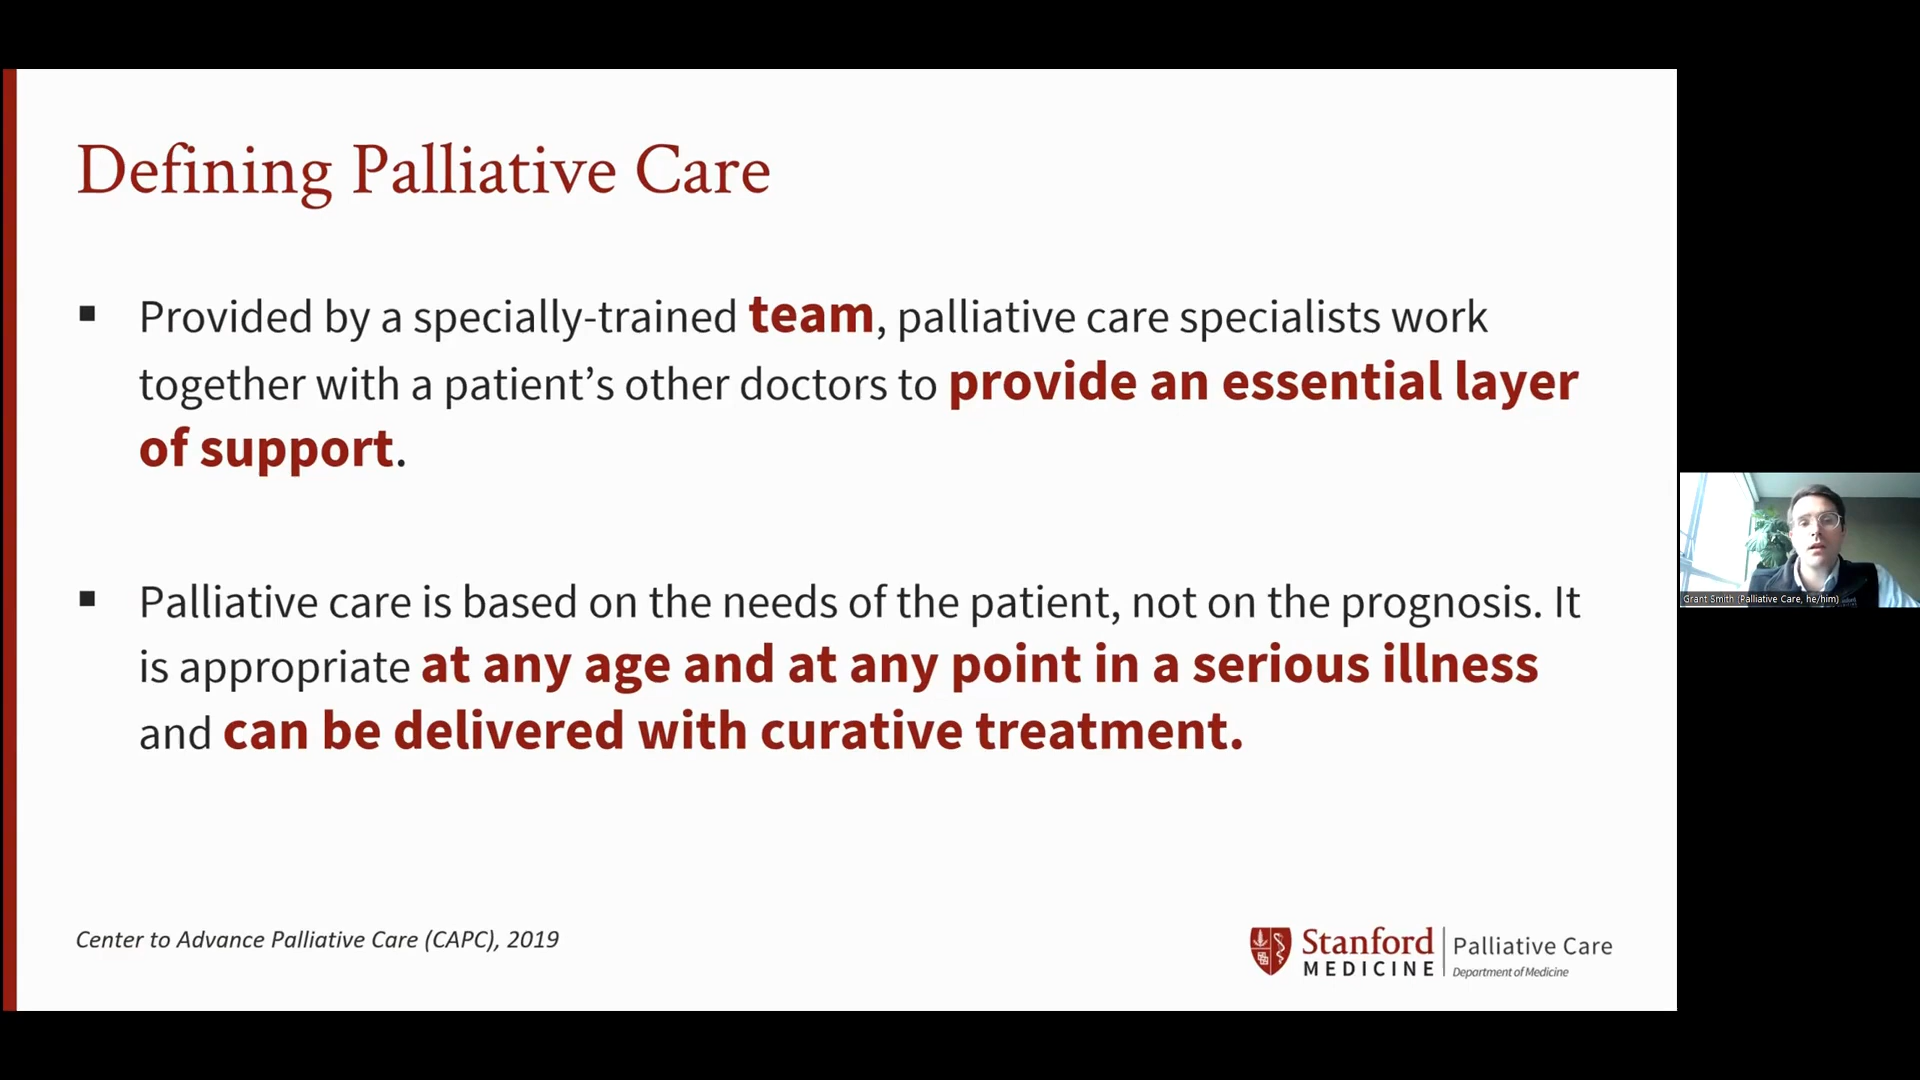 Defining Palliative Care
▪ Provided by a specially-trained team, palliative care specialists work
together with a patient’s other doctors to provide an essential layer
of support.
▪ Palliative care is based on the needs of the patient, not on the prognosis. It
is appropriate at any age and at any point in a serious illness
and can be delivered with curative treatment.
Grant Smith (Palliative Care, he/him)
Center to Advance Palliative Care (CAPC), 2019
Stanford
MEDICINE
Palliative Care
Department of Medicine